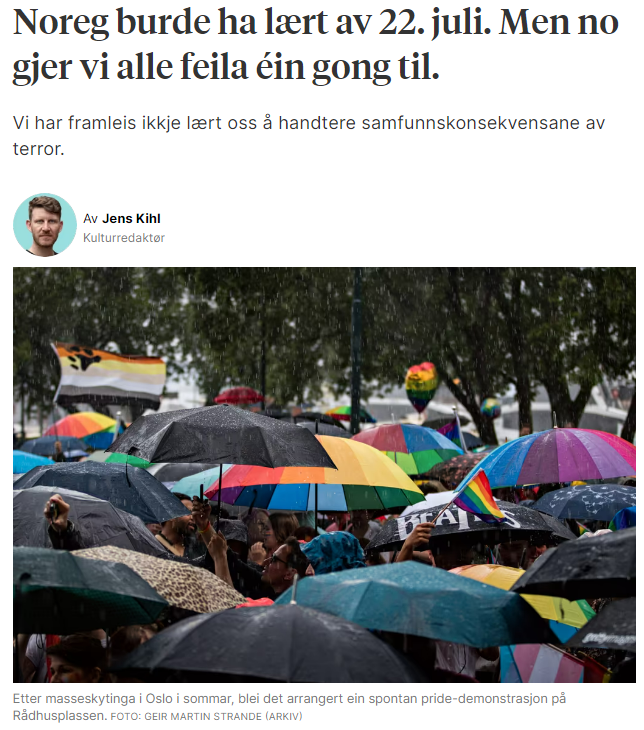 Noreg burde ha lært av 22. juli. Men no
gjer vi alle feila éin gong til.
Vi har framleis ikkje lært oss å handtere samfunnskonsekvensane av
terror.
Av Jens Kihl
Kulturredaktør
BEATLES
Etter masseskytinga i Oslo i sommar, blei det arrangert ein spontan pride-demonstrasjon på
Rådhusplassen. FOTO: GEIR MARTIN STRANDE (ARKIV)